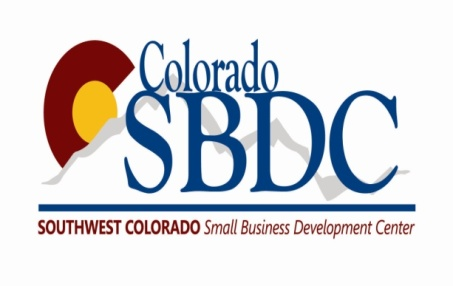 Colorado
SBDC
SOUTHWEST COLORADO Small Business Development Center